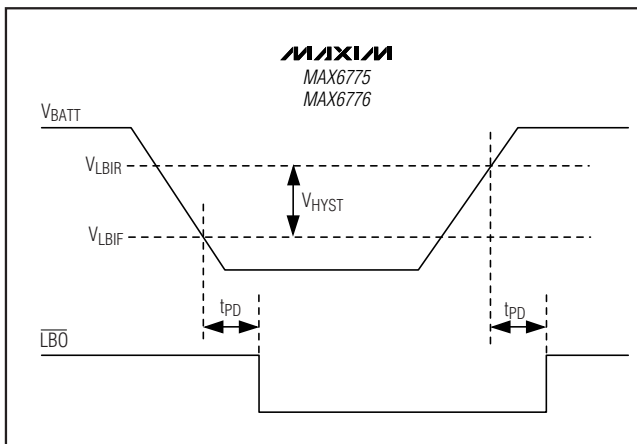 MAXIM
MAX6775
MAX6776
VBATT
VLBIR
VHYST
VLBIF
tPD
tPD
LBO